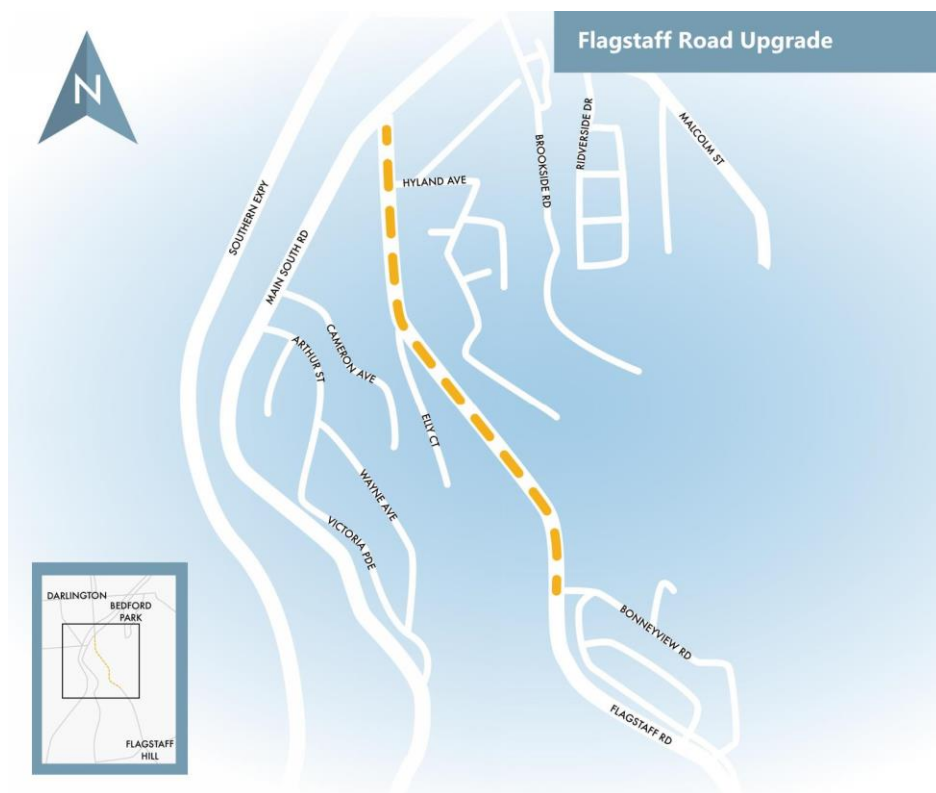 Flagstaff Road Upgrade
N
SOUTHERN EXPY
MAIN SOUTH RD
HYLAND AVE
BROOKSIDE RD
RIDVERSIDE DR
MALCOLM ST
CAMERON AVE
ARTHUR ST
ELLY CT
WAYNE AVE
VICTORIA PDE
BONNEYVIEW RD
FLAGSTAFF RD
DARLINGTON
BEDFORD
PARK
FLAGSTAFF
HILL